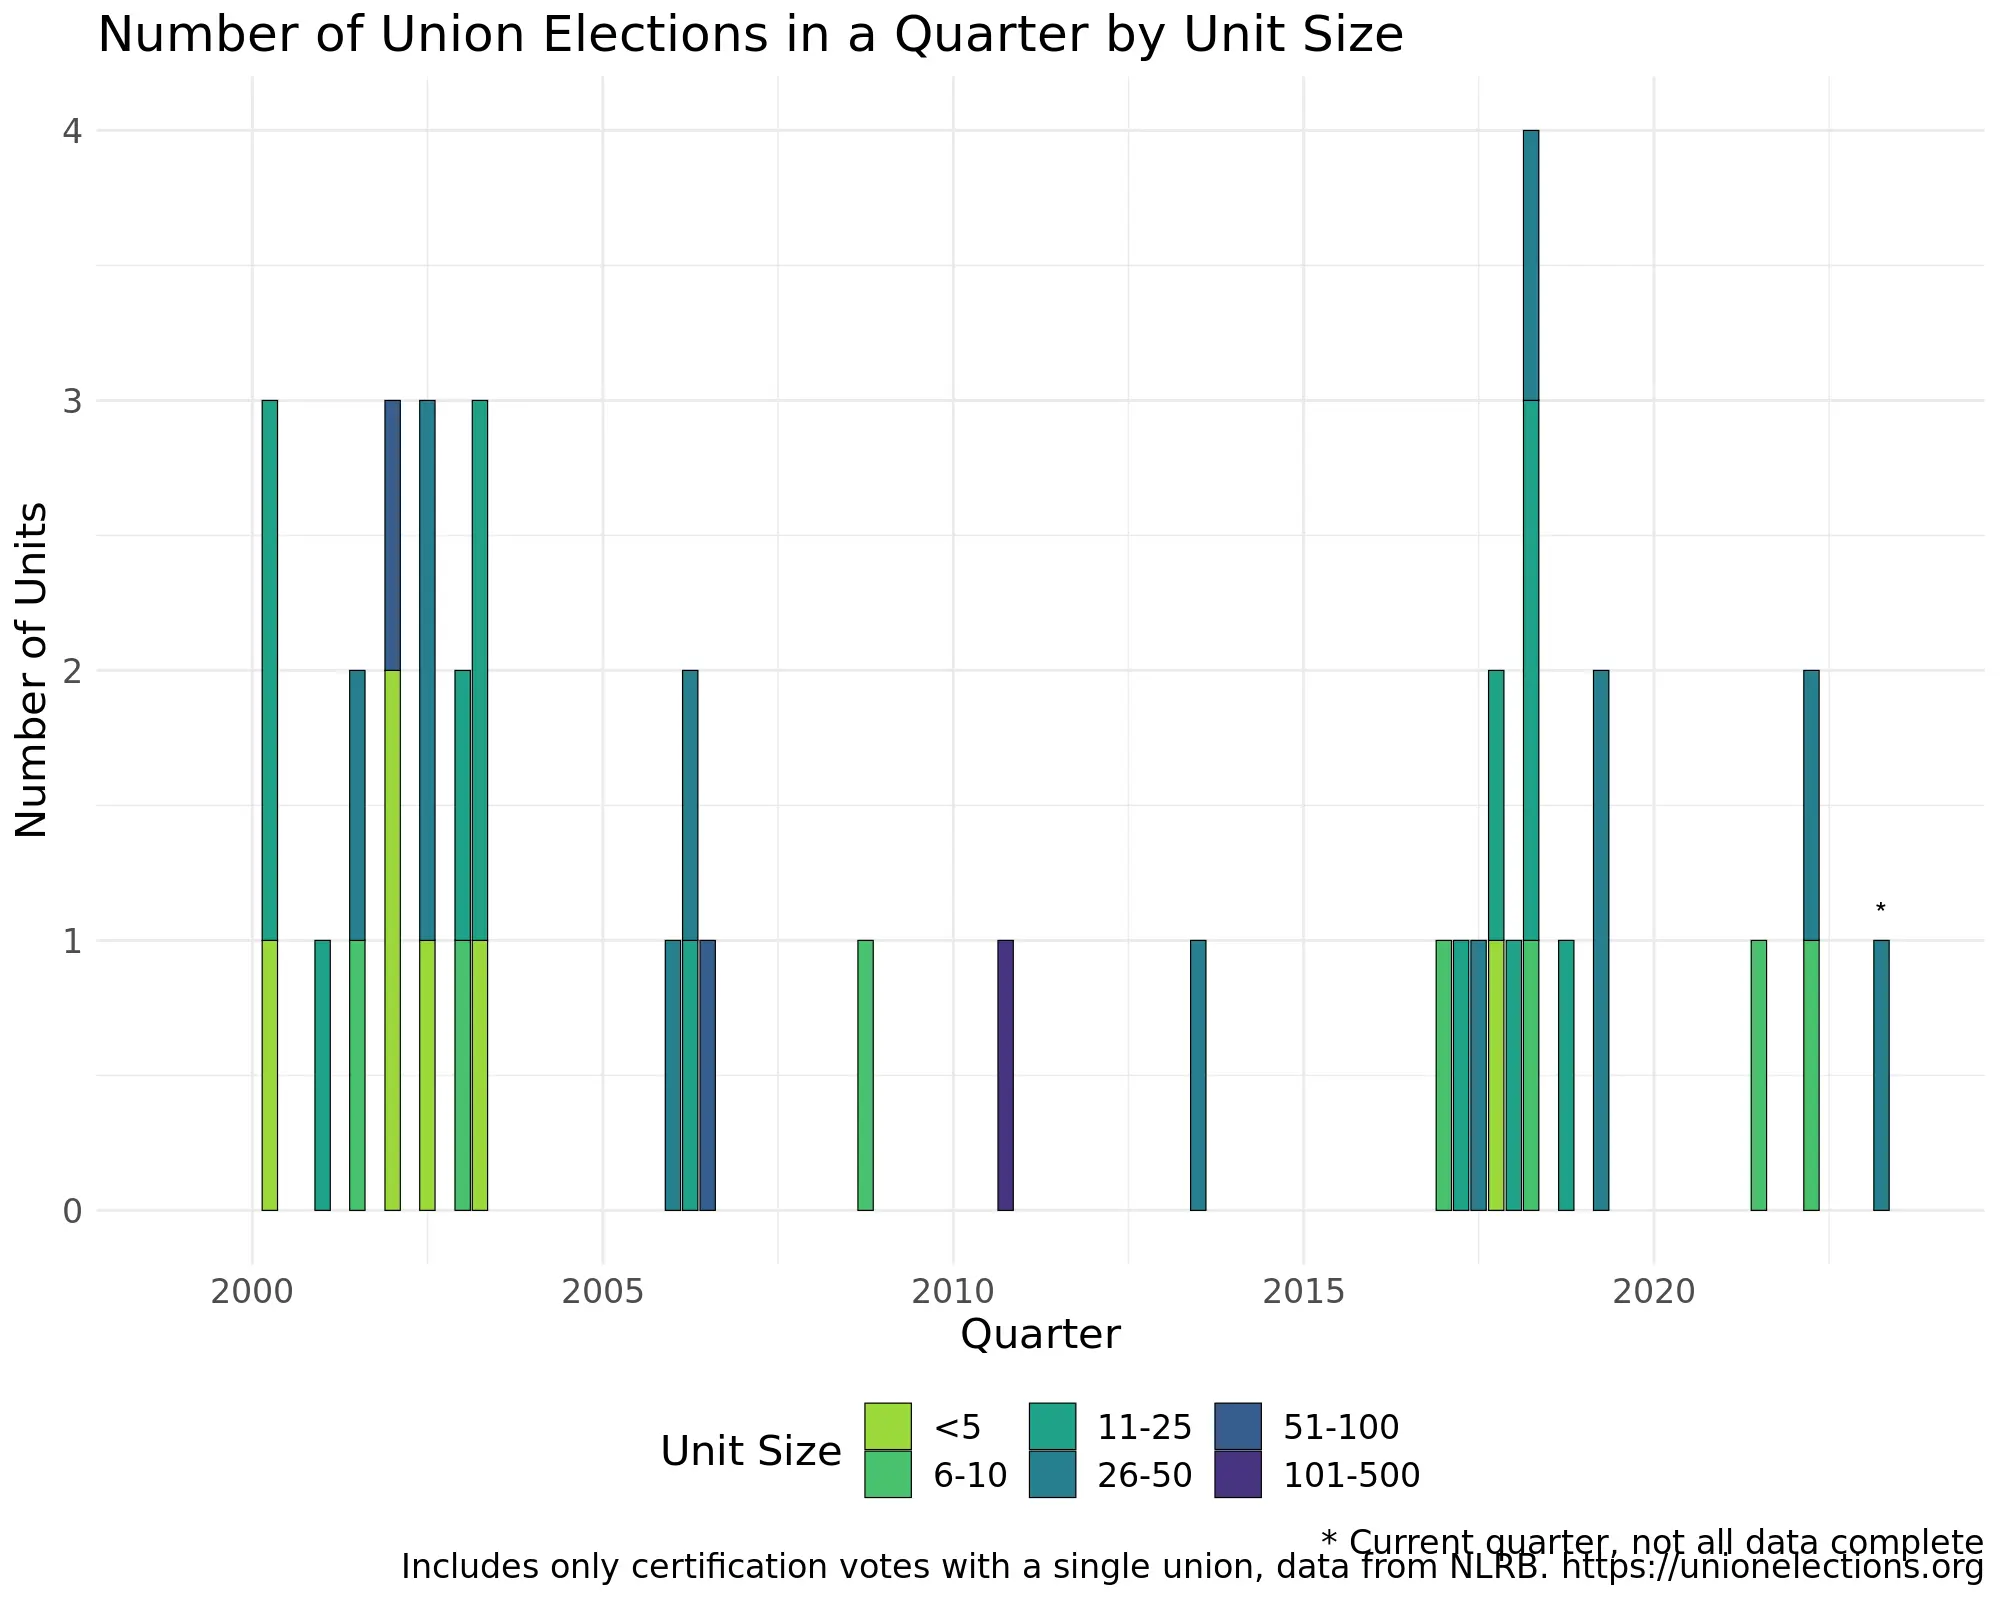 Number of Union Elections in a Quarter by Unit Size
Number of Units
4
3
2
1
0
*
2000 2005 2010 2015 2020
Quarter
Unit Size
<5 11-25 51-100
6-10 26-50 101-500
* Current quarter, not all data complete
Includes only certification votes with a single union, data from NLRB. https://unionelections.org